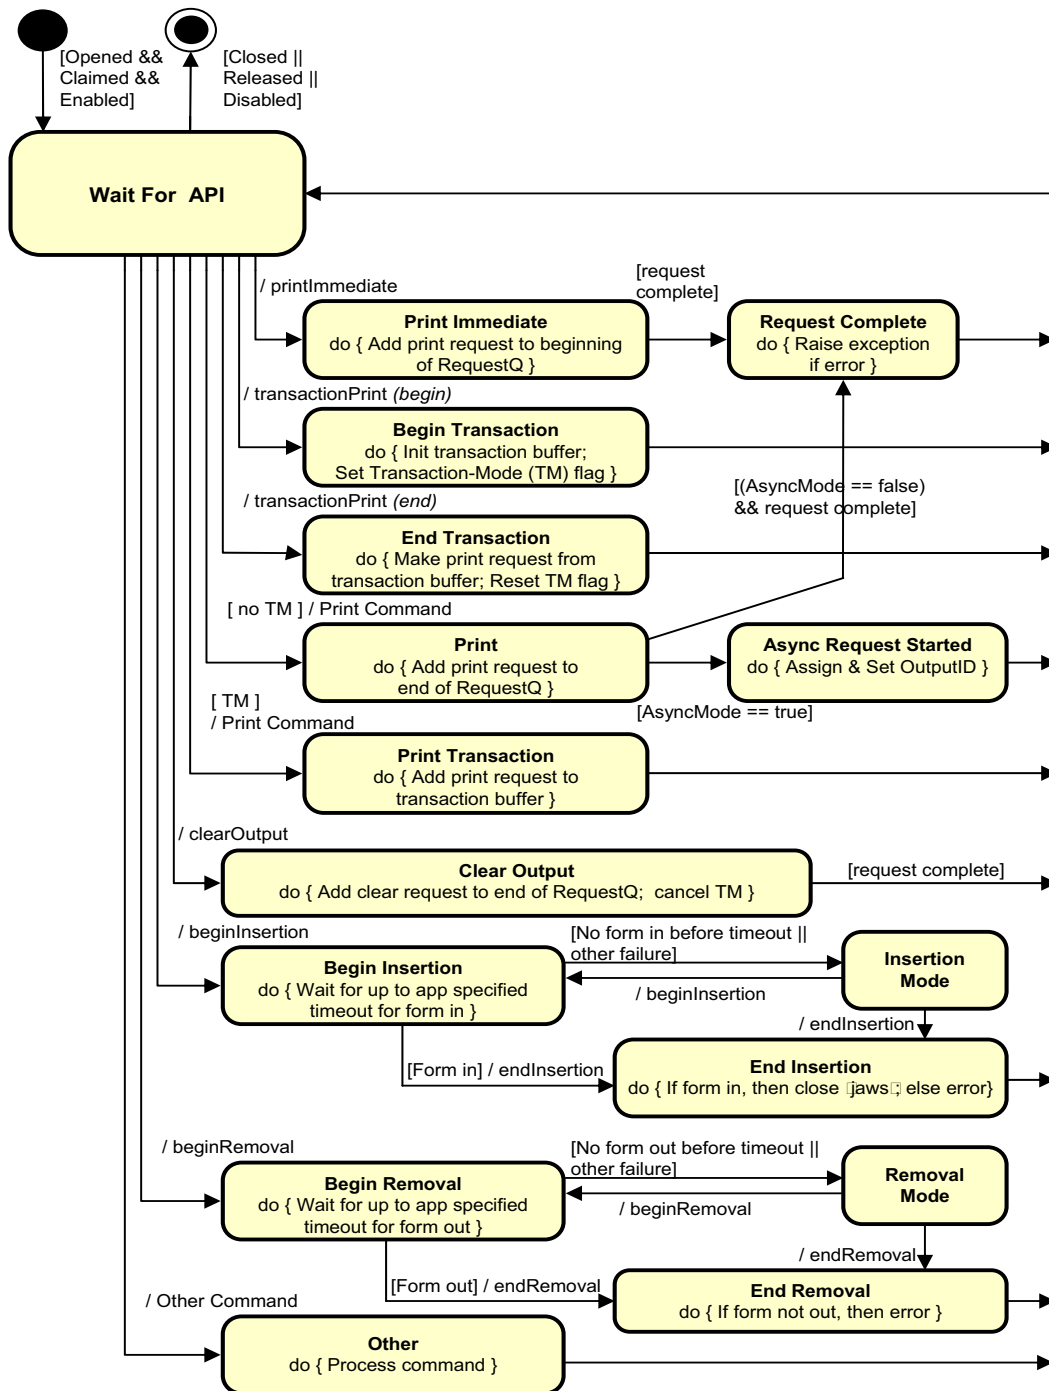 [Opened &&
Claimed &&
Enabled]
[Closed ||
Released ||
Disabled]
Wait For API
/ printImmediate
[request
complete]
Print Immediate
do { Add print request to beginning
of RequestQ }
Request Complete
do { Raise exception
if error }
/ transactionPrint (begin)
Begin Transaction
do { Init transaction buffer;
Set Transaction-Mode (TM) flag }
[(AsyncMode == false)
&& request complete]
/ transactionPrint (end)
End Transaction
do { Make print request from
transaction buffer; Reset TM flag }
[ no TM ] / Print Command
Print
do { Add print request to
end of RequestQ }
Async Request Started
do { Assign & Set OutputID }
[AsyncMode == true]
[ TM ]
/ Print Command
Print Transaction
do { Add print request to
transaction buffer }
/ clearOutput
Clear Output
do { Add clear request to end of RequestQ; cancel TM }
[request complete]
/ beginInsertion
Begin Insertion
do { Wait for up to app specified
timeout for form in }
[No form in before timeout ||
other failure]
/ beginInsertion
Insertion
Mode
/ endInsertion
[Form in] / endInsertion
End Insertion
do { If form in, then close jaws; else error}
/ beginRemoval
Begin Removal
do { Wait for up to app specified
timeout for form out }
[No form out before timeout ||
other failure]
/ beginRemoval
Removal
Mode
/ endRemoval
[Form out] / endRemoval
End Removal
do { If form not out, then error }
/ Other Command
Other
do { Process command }